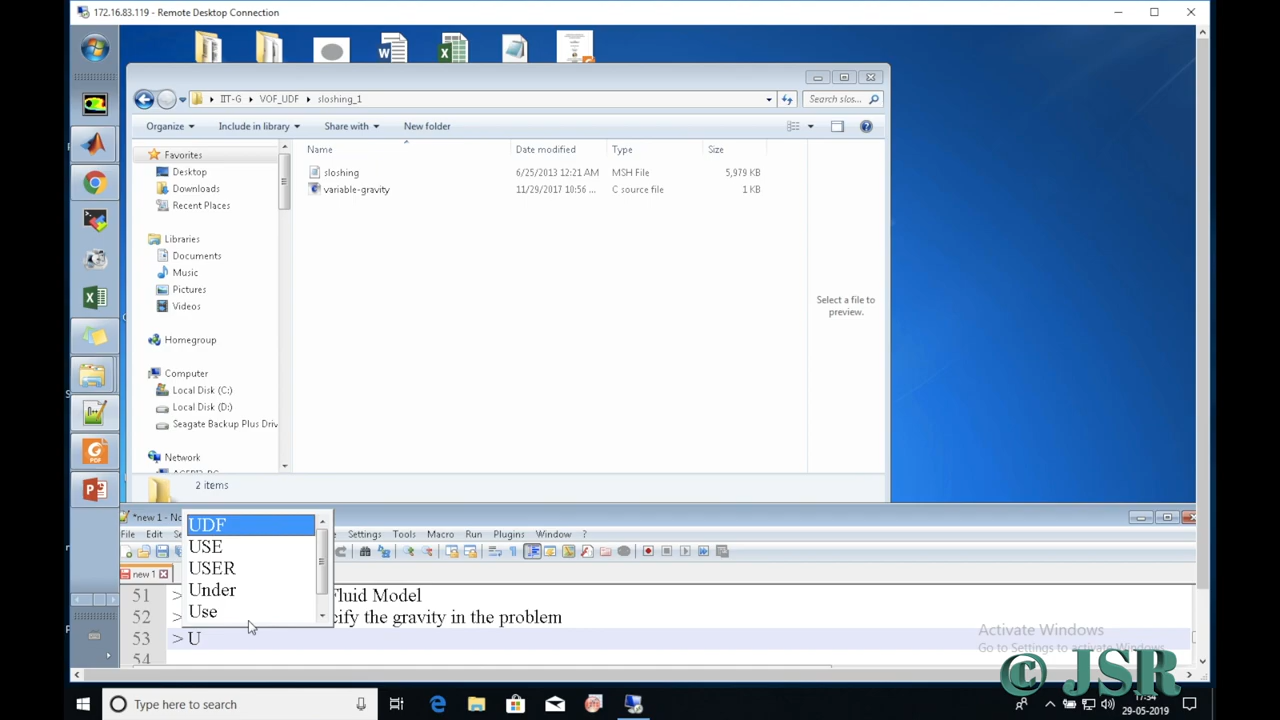 172.16.83.119 - Remote Desktop Connection
IIT-G VOF_UDF sloshing_1
Search slos...
Organize Include in library Share with New folder
Name Date modified Type Size
Favorites
Desktop
Downloads
Recent Places
Libraries
Documents
Music
Pictures
Videos
Homegroup
Computer
Local Disk (C:)
Local Disk (D:)
Seagate Backup Plus Driv
Network
sloshing 6/25/2013 12:21 AM MSH File 5,979 KB
variable-gravity 11/29/2017 10:56 ... C source file 1 KB
Select a file to
preview.
2 items
*new 1 - No
File Edit Se Settings Tools Macro Run Plugins Window ?
new 1
UDF
USE
USER
Under
Use
51 > Fluid Model
52 > cify the gravity in the problem
53 > U
54
Activate Windows
Go to Settings to activate Windows.
© JSR
Type here to search
17:34
29-05-2019